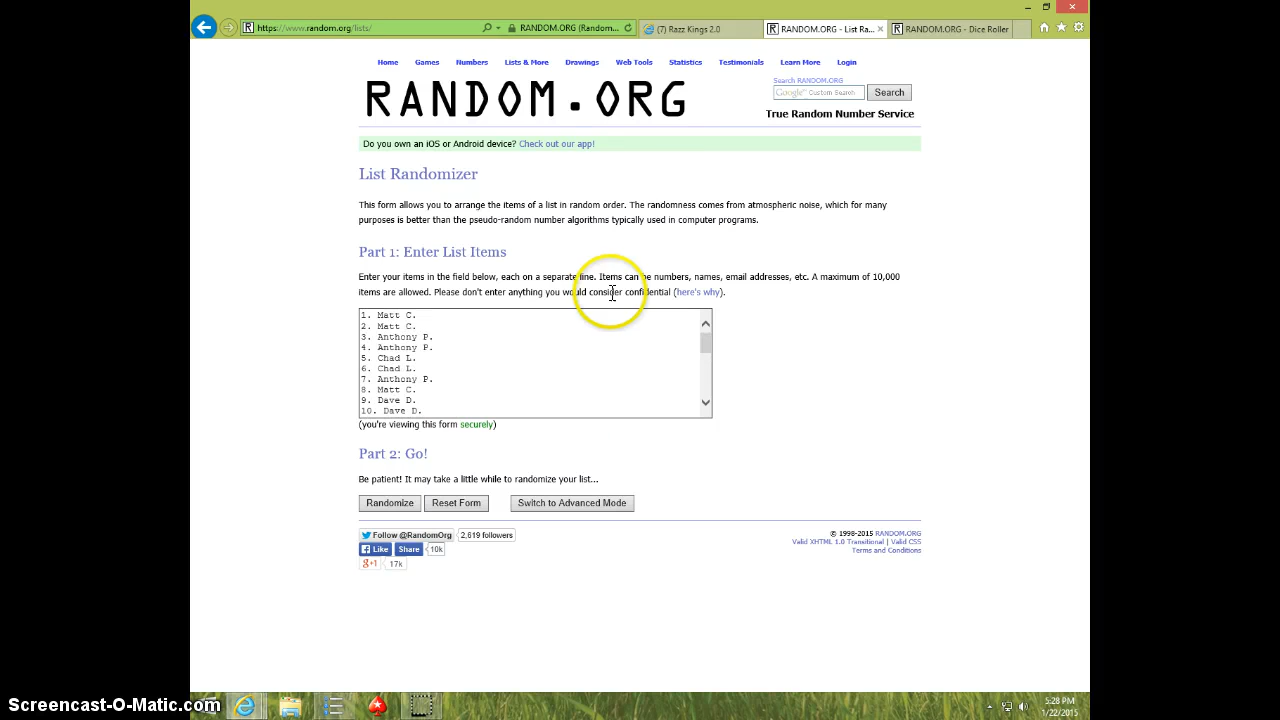 https://www.random.org/lists/
RANDOM.ORG (Random...
(7) Razz Kings 2.0
RANDOM.ORG - List Ra...
RANDOM.ORG - Dice Roller
Home Games Numbers Lists & More Drawings Web Tools Statistics Testimonials Learn More Login
RANDOM.ORG
Search RANDOM.ORG
Google™ Custom Search
Search
True Random Number Service
Do you own an iOS or Android device? Check out our app!
List Randomizer
This form allows you to arrange the items of a list in random order. The randomness comes from atmospheric noise, which for many
purposes is better than the pseudo-random number algorithms typically used in computer programs.
Part 1: Enter List Items
Enter your items in the field below, each on a separate line. Items can be numbers, names, email addresses, etc. A maximum of 10,000
items are allowed. Please don't enter anything you would consider confidential (here's why).
1. Matt C.
2. Matt C.
3. Anthony P.
4. Anthony P.
5. Chad L.
6. Chad L.
7. Anthony P.
8. Matt C.
9. Dave D.
10. Dave D.
(you're viewing this form securely)
Part 2: Go!
Be patient! It may take a little while to randomize your list...
Randomize Reset Form Switch to Advanced Mode
Follow @RandomOrg 2,619 followers
Like Share 10k
g+1 17k
© 1998-2015 RANDOM.ORG
Valid XHTML 1.0 Transitional | Valid CSS
Terms and Conditions
Screencast-O-Matic.com
5:28 PM
1/22/2015